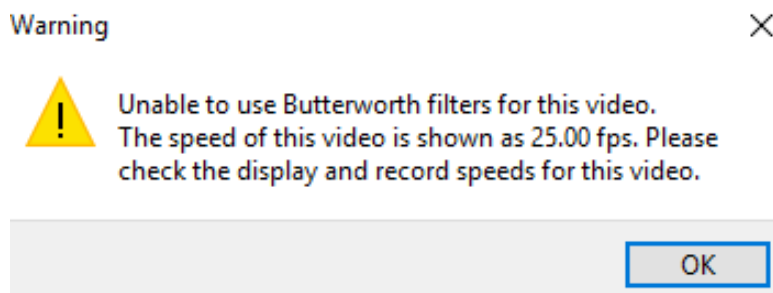 Warning
Unable to use Butterworth filters for this video.
The speed of this video is shown as 25.00 fps. Please
check the display and record speeds for this video.
OK